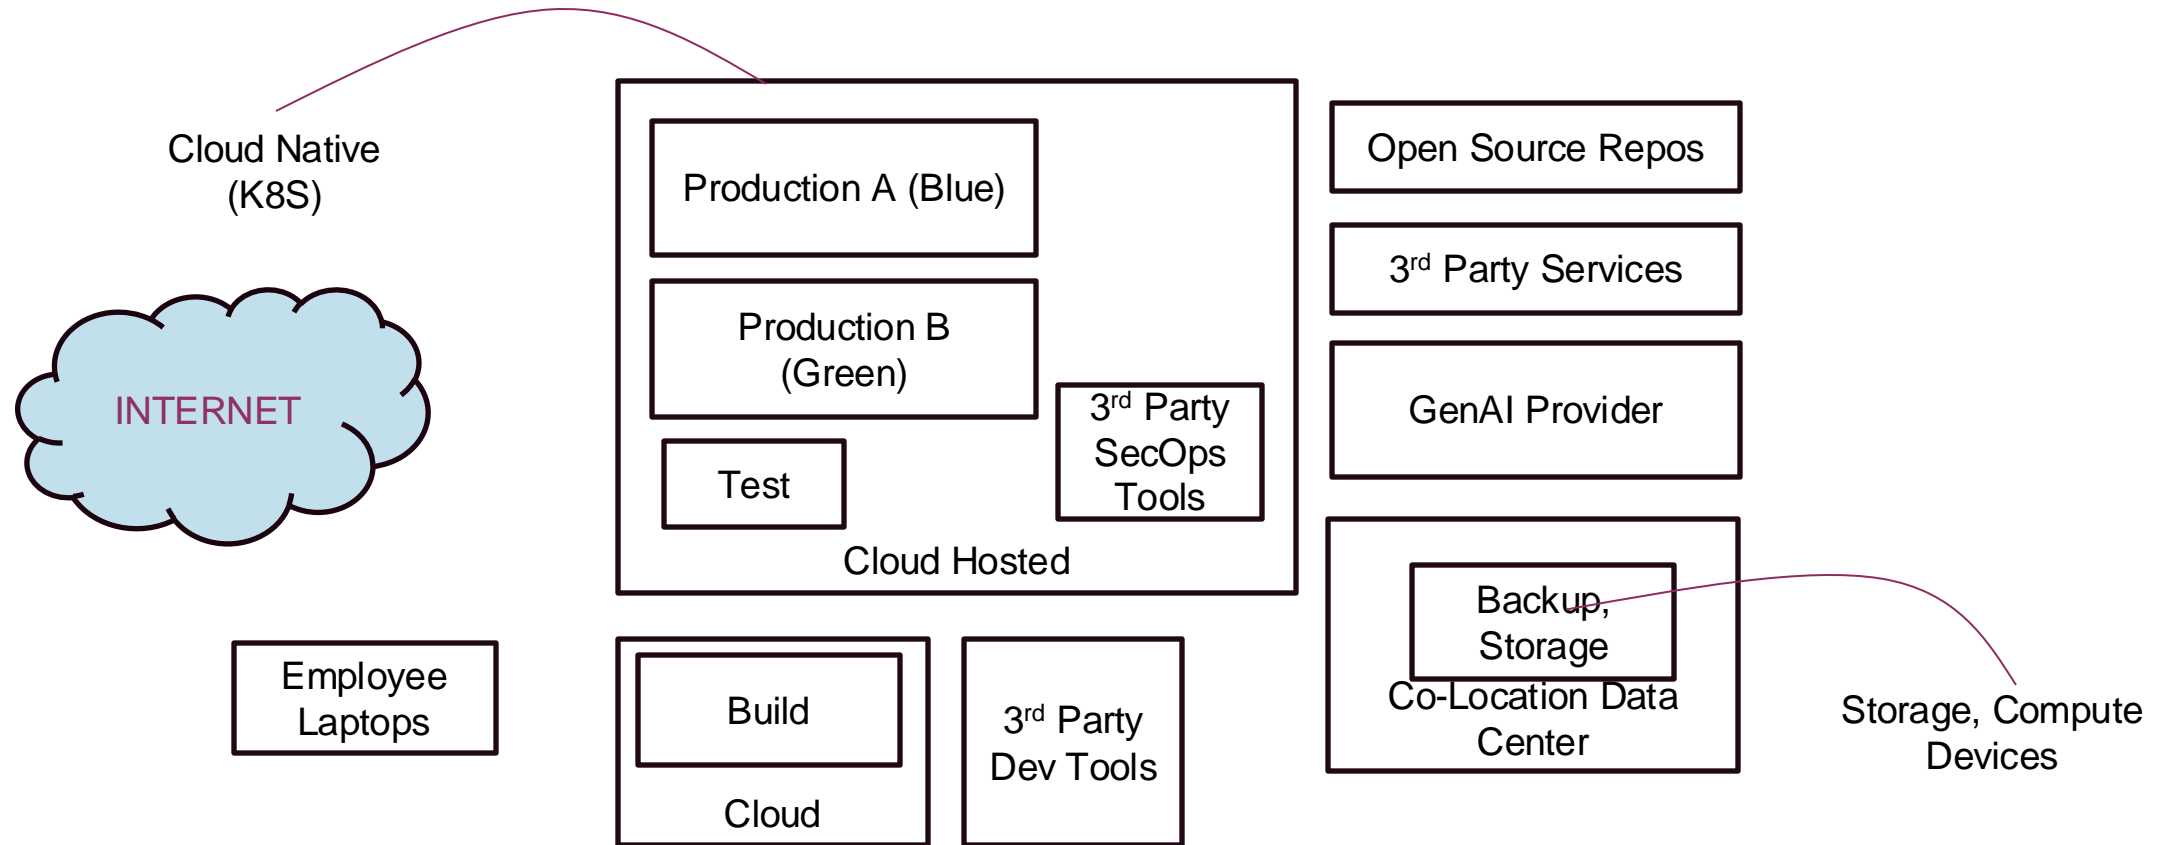 Cloud Native
(K8S)
INTERNET
Production A (Blue)
Production B
(Green)
Test
3rd Party
SecOps
Tools
Cloud Hosted
Open Source Repos
3rd Party Services
GenAI Provider
Backup,
Storage
Co-Location Data
Center
Storage, Compute
Devices
Employee
Laptops
Build
Cloud
3rd Party
Dev Tools